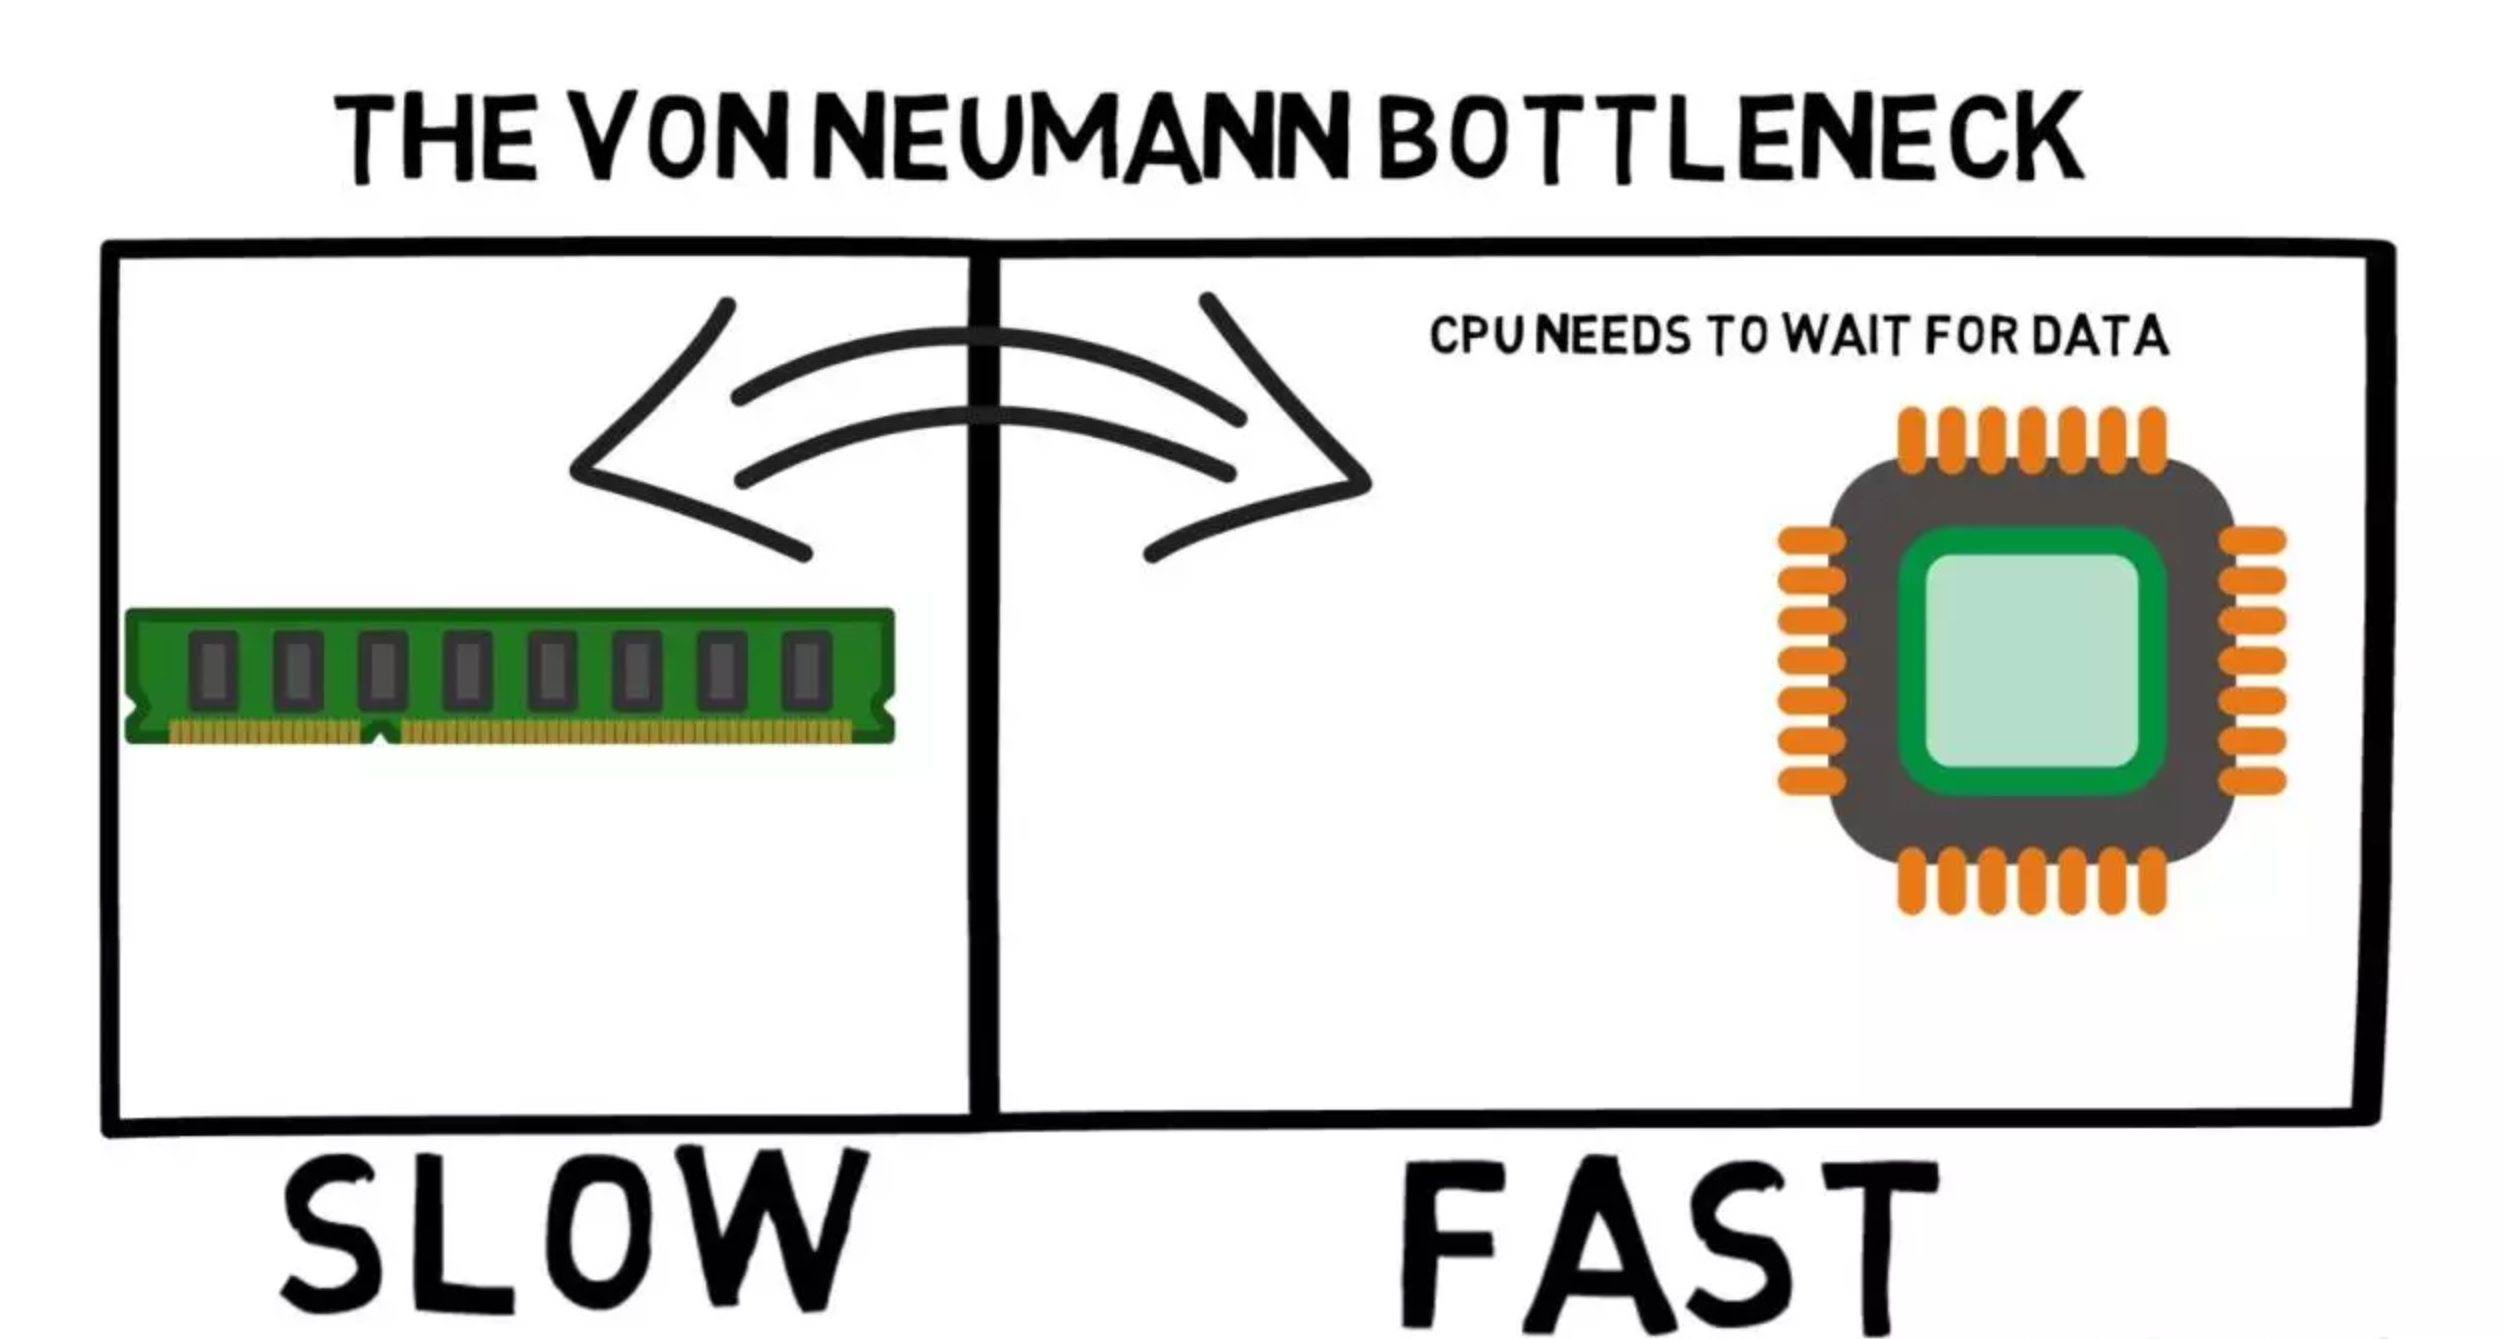 THE VON NEUMANN BOTTLENECK
CPU NEEDS TO WAIT FOR DATA
SLOW
FAST